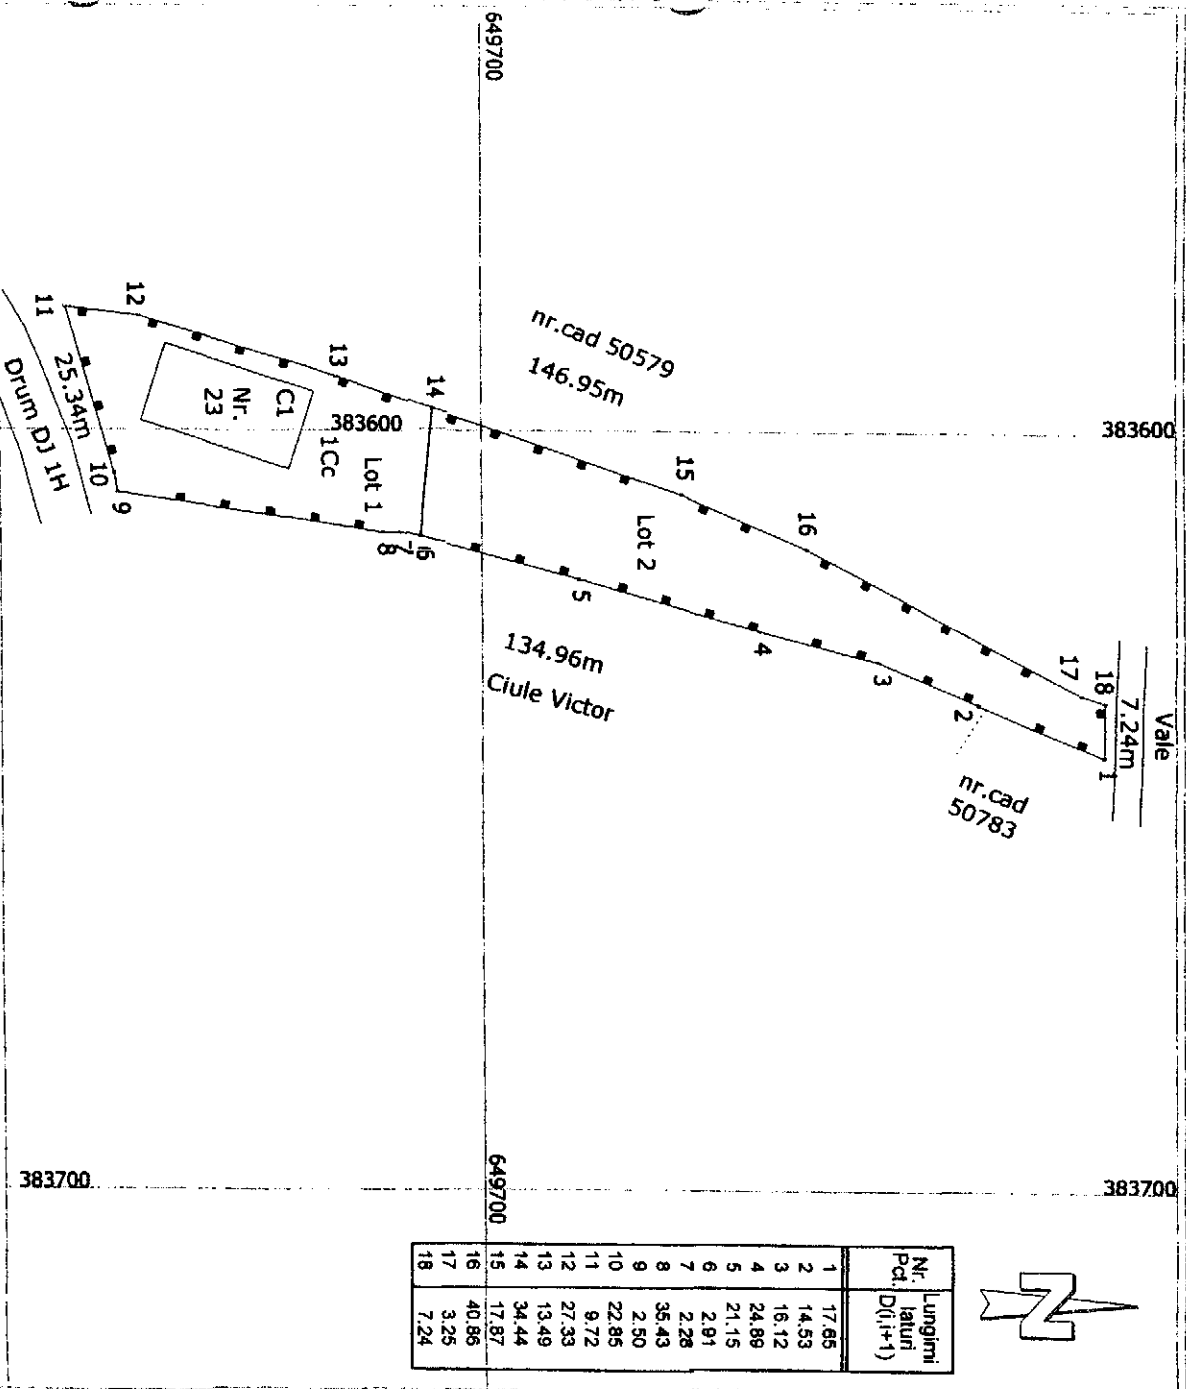 649700
Vale
7.24m
18
1
17
nr.cad
50783
2
3
16
15
4
Lot 2
5
nr.cad 50579
146.95m
134.96m
Ciule Victor
383600
383600
14
6
7
8
13
Lot 1
1Cc
C1
Nr.
23
12
11
10
9
25.34m
Drum DJ 1H
649700
383700
383700
N
Nr. Pct. Lungimi laturi D(i,i+1)
1 17.65
2 14.53
3 16.12
4 24.89
5 21.15
6 2.91
7 2.28
8 35.43
9 2.50
10 22.85
11 9.72
12 27.33
13 13.49
14 34.44
15 17.87
16 40.86
17 3.25
18 7.24